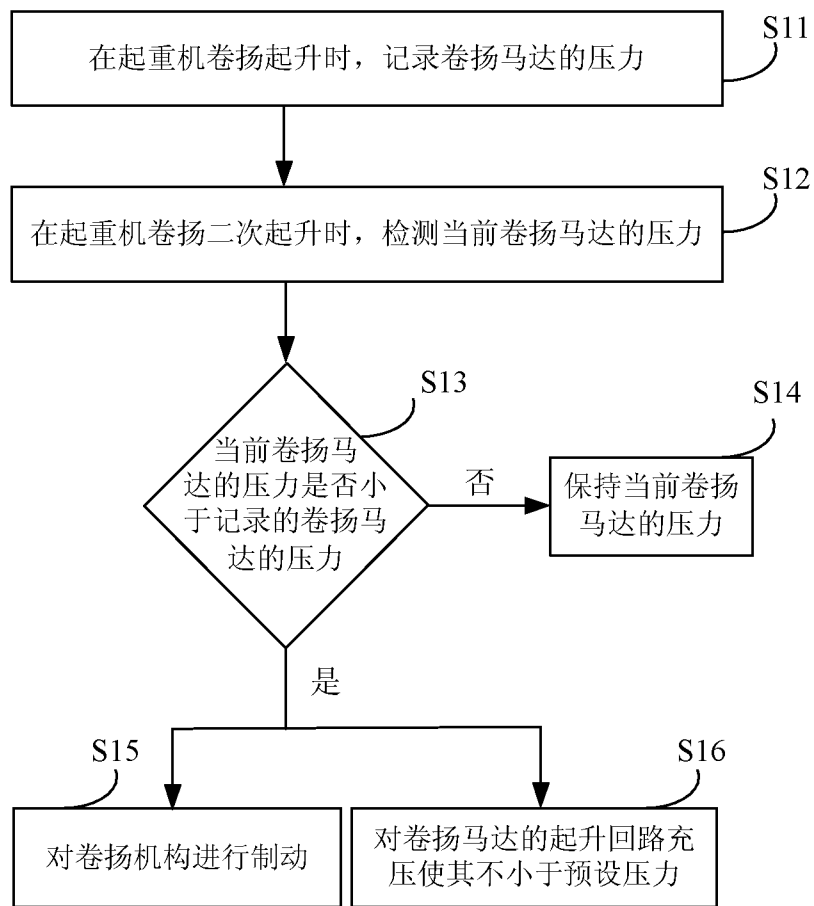 S11
在起重机卷扬起升时，记录卷扬马达的压力
S12
在起重机卷扬二次起升时，检测当前卷扬马达的压力
S13
当前卷扬马
达的压力是否小
于记录的卷扬马
达的压力
否
S14
保持当前卷扬
马达的压力
是
S15
对卷扬机构进行制动
S16
对卷扬马达的起升回路充
压使其不小于预设压力